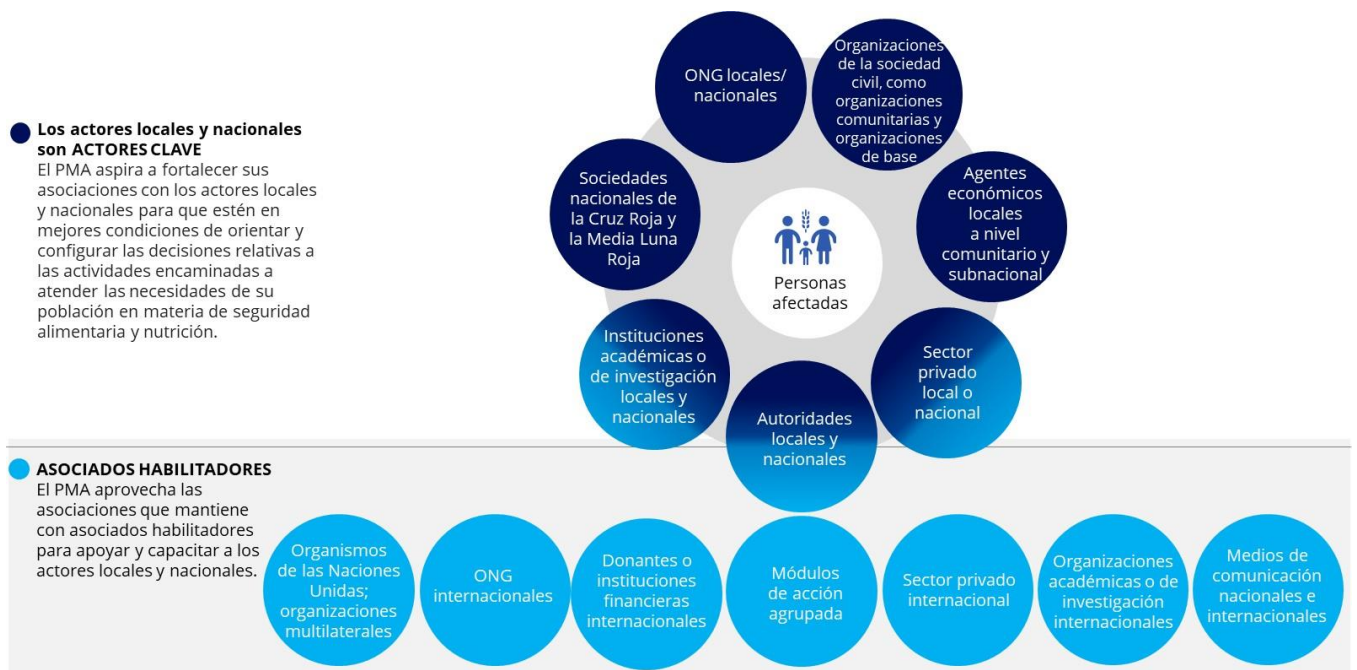 Los actores locales y nacionales
son ACTORES CLAVE
El PMA aspira a fortalecer sus
asociaciones con los actores locales
y nacionales para que estén en
mejores condiciones de orientar y
configurar las decisiones relativas a
las actividades encaminadas a
atender las necesidades de su
población en materia de seguridad
alimentaria y nutrición.
ONG locales/
nacionales
Organizaciones
de la sociedad
civil, como
organizaciones
comunitarias y
organizaciones
de base
Sociedades
nacionales de
la Cruz Roja y
la Media Luna
Roja
Agentes
económicos
locales
a nivel
comunitario y
subnacional
Personas
afectadas
Instituciones
académicas o
de investigación
locales y
nacionales
Sector
privado
local o
nacional
Autoridades
locales y
nacionales
ASOCIADOS HABILITADORES
El PMA aprovecha las
asociaciones que mantiene
con asociados habilitadores
para apoyar y capacitar a los
actores locales y nacionales.
Organismos
de las Naciones
Unidas;
organizaciones
multilaterales
ONG
internacionales
Donantes o
instituciones
financieras
internacionales
Módulos
de acción
agrupada
Sector privado
internacional
Organizaciones
académicas o de
investigación
internacionales
Medios de
comunicación
nacionales e
internacionales